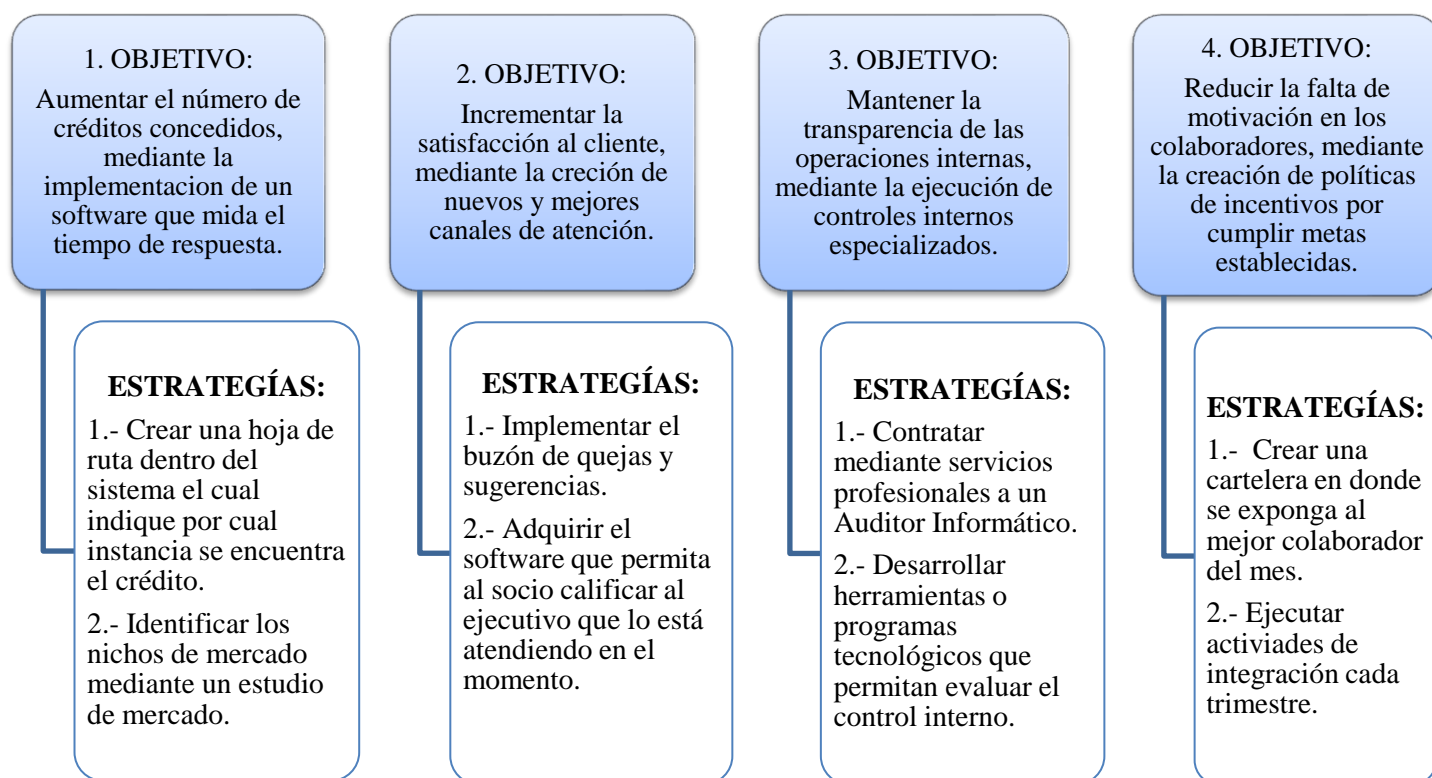 1. OBJETIVO:
Aumentar el número de
créditos concedidos,
mediante la
implementacion de un
software que mida el
tiempo de respuesta.
ESTRATEGÍAS:
1.- Crear una hoja de
ruta dentro del
sistema el cual
indique por cual
instancia se encuentra
el crédito.
2.- Identificar los
nichos de mercado
mediante un estudio
de mercado.
2. OBJETIVO:
Incrementar la
satisfacción al cliente,
mediante la creción de
nuevos y mejores
canales de atención.
ESTRATEGÍAS:
1.- Implementar el
buzón de quejas y
sugerencias.
2.- Adquirir el
software que permita
al socio calificar al
ejecutivo que lo está
atendiendo en el
momento.
3. OBJETIVO:
Mantener la
transparencia de las
operaciones internas,
mediante la ejecución de
controles internos
especializados.
ESTRATEGÍAS:
1.- Contratar
mediante servicios
profesionales a un
Auditor Informático.
2.- Desarrollar
herramientas o
programas
tecnológicos que
permitan evaluar el
control interno.
4. OBJETIVO:
Reducir la falta de
motivación en los
colaboradores, mediante
la creación de políticas
de incentivos por
cumplir metas
establecidas.
ESTRATEGÍAS:
1.- Crear una
cartelera en donde
se exponga al
mejor colaborador
del mes.
2.- Ejecutar
activiades de
integración cada
trimestre.